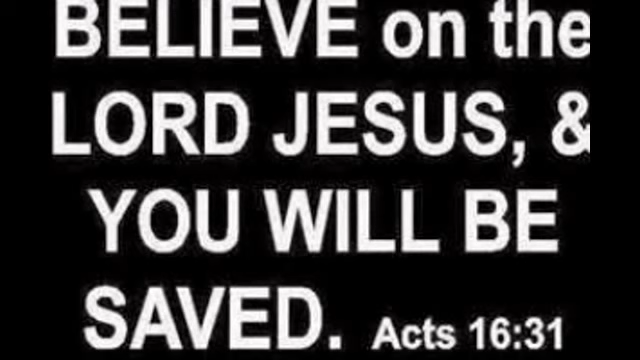 BELIEVE on the
LORD JESUS, &
YOU WILL BE
SAVED. Acts 16:31